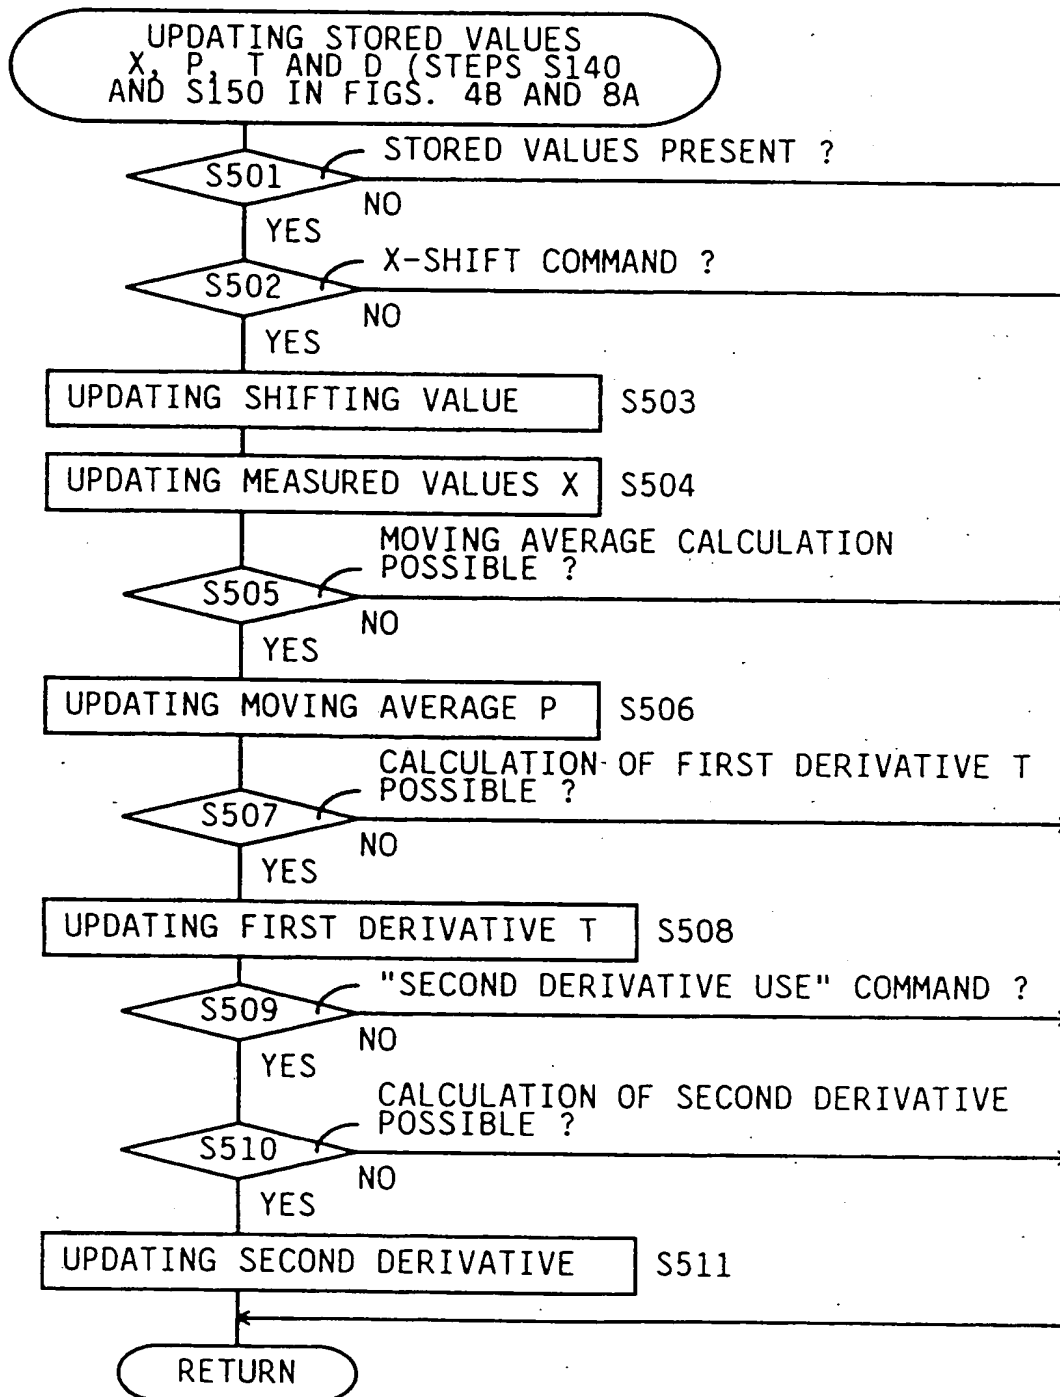 UPDATING STORED VALUES
X, P, T AND D (STEPS S140
AND S150 IN FIGS. 4B AND 8A
STORED VALUES PRESENT ?
S501
NO
YES
X-SHIFT COMMAND ?
S502
NO
YES
UPDATING SHIFTING VALUE S503
UPDATING MEASURED VALUES X S504
MOVING AVERAGE CALCULATION
POSSIBLE ?
S505
NO
YES
UPDATING MOVING AVERAGE P S506
CALCULATION OF FIRST DERIVATIVE T
POSSIBLE ?
S507
NO
YES
UPDATING FIRST DERIVATIVE T S508
"SECOND DERIVATIVE USE" COMMAND ?
S509
NO
YES
CALCULATION OF SECOND DERIVATIVE
POSSIBLE ?
S510
NO
YES
UPDATING SECOND DERIVATIVE S511
RETURN